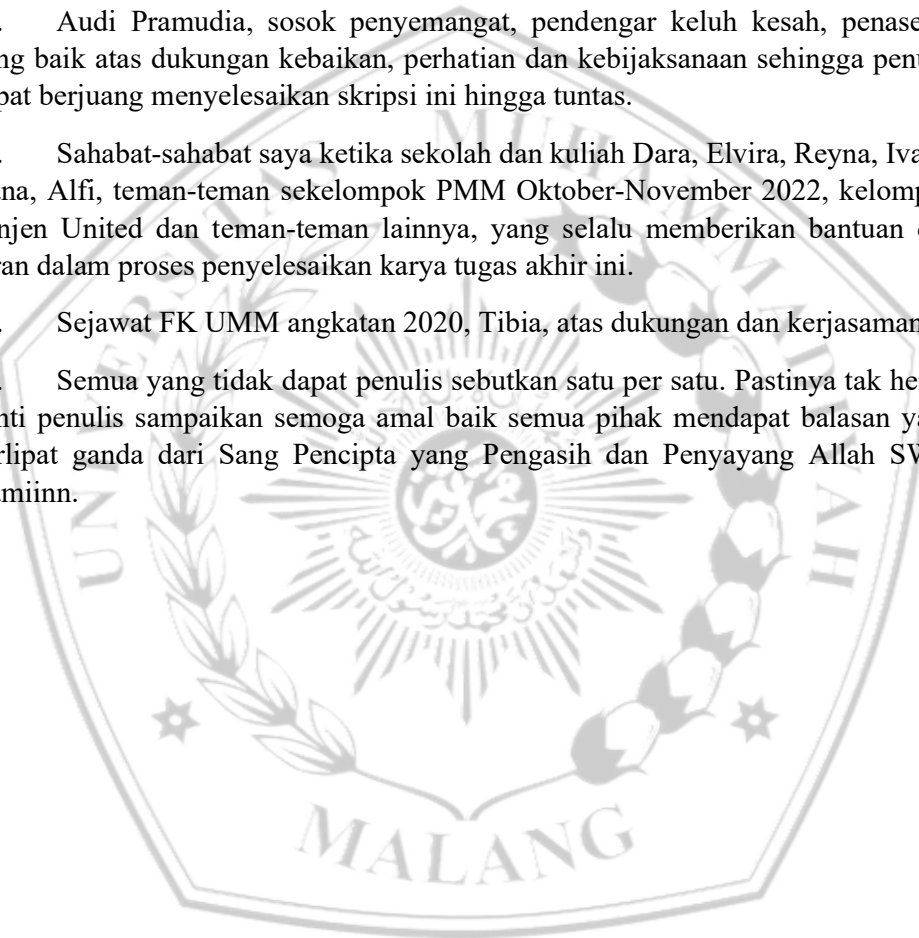 . Audi Pramudia, sosok penyemangat, pendengar keluh kesah, penase
ng baik atas dukungan kebaikan, perhatian dan kebijaksanaan sehingga penu
pat berjuang menyelesaikan skripsi ini hingga tuntas.
. Sahabat-sahabat saya ketika sekolah dan kuliah Dara, Elvira, Reyna, Iva
na, Alfi, teman-teman sekelompok PMM Oktober-November 2022, kelomp
njen United dan teman-teman lainnya, yang selalu memberikan bantuan
ran dalam proses penyelesaikan karya tugas akhir ini.
. Sejawat FK UMM angkatan 2020, Tibia, atas dukungan dan kerjasaman
. Semua yang tidak dapat penulis sebutkan satu per satu. Pastinya tak he
nti penulis sampaikan semoga amal baik semua pihak mendapat balasan ya
rlipat ganda dari Sang Pencipta yang Pengasih dan Penyayang Allah SW
miinn.
UNIVERSITAS MUHAMMADIYAH
MALANG